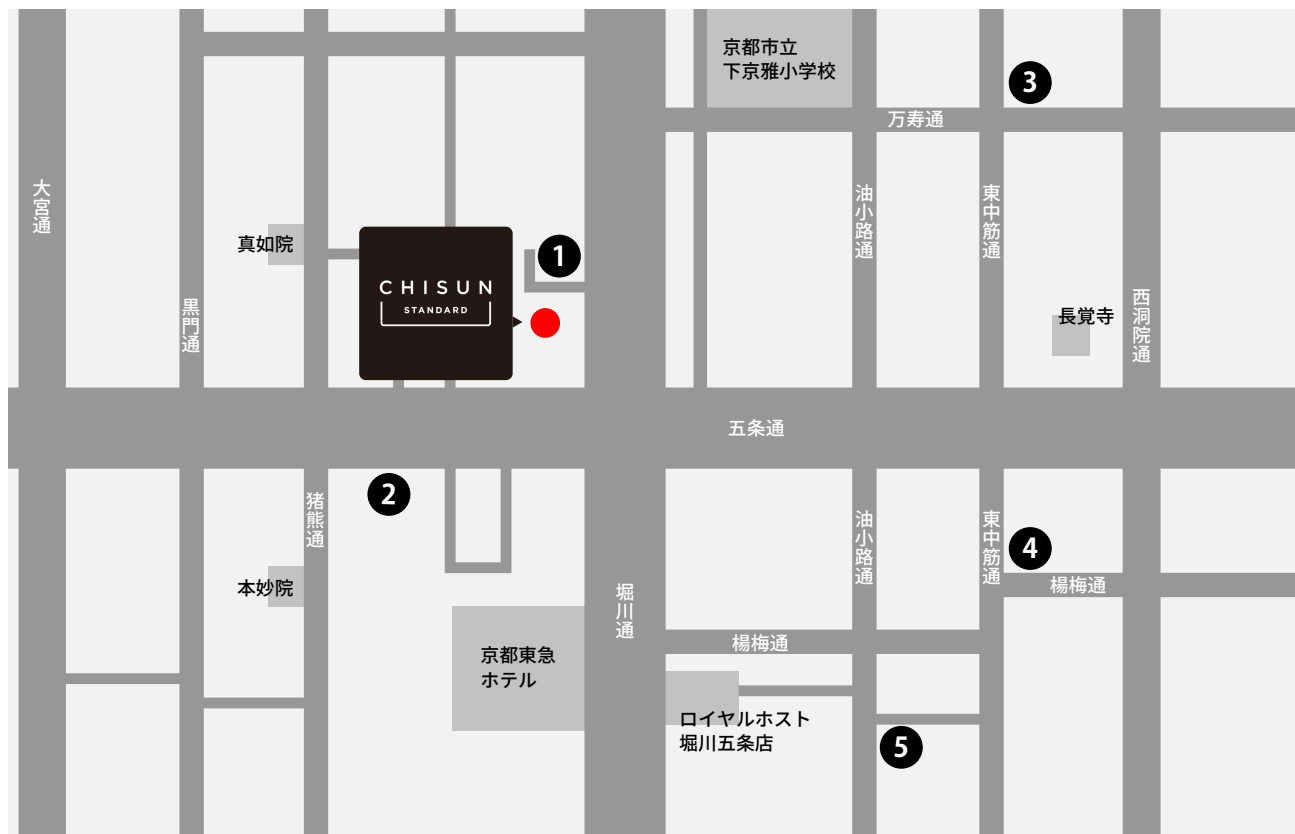 京都市立
下京雅小学校
3
万寿通
大宮通
油小路通
東中筋通
真如院
1
CHISUN
STANDARD
黒門通
西洞院通
長覚寺
五条通
2
猪熊通
油小路通
東中筋通
4
本妙院
楊梅通
堀川通
楊梅通
京都東急
ホテル
ロイヤルホスト
堀川五条店
5